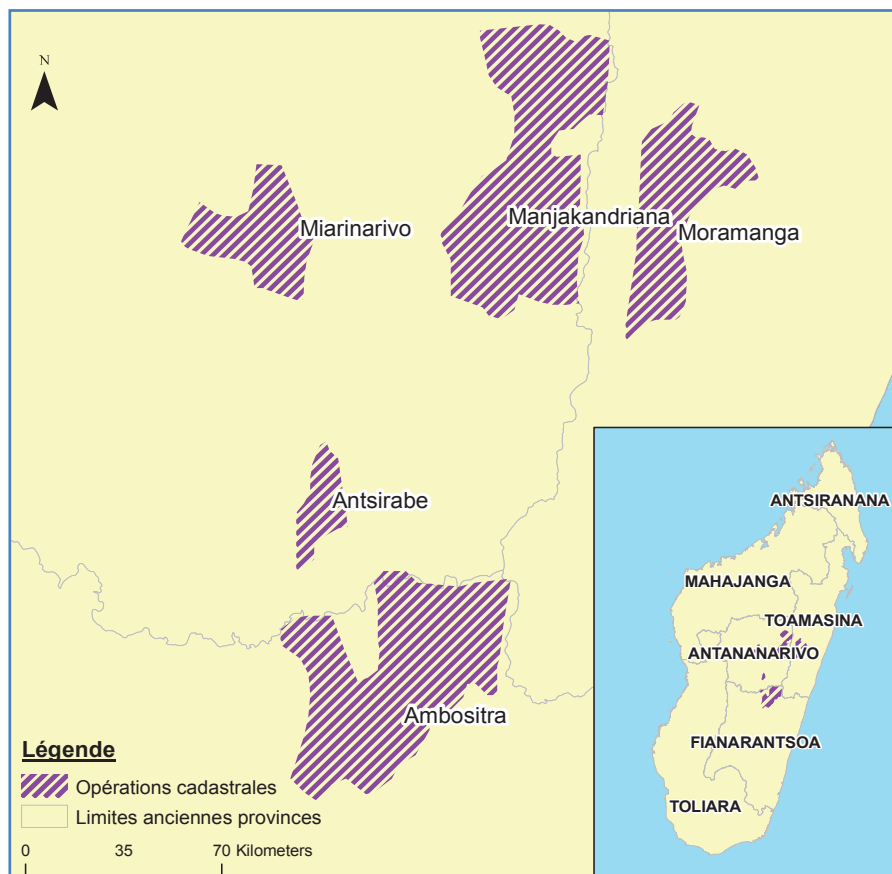 N
Miarinarivo
Manjakandriana
Moramanga
Antsirabe
Ambositra
Légende
Opérations cadastrales
Limites anciennes provinces
0 35 70 Kilometers
ANTSIRANANA
MAHAJANGA
TOAMASINA
ANTANANARIVO
FIANARANTSOA
TOLIARA